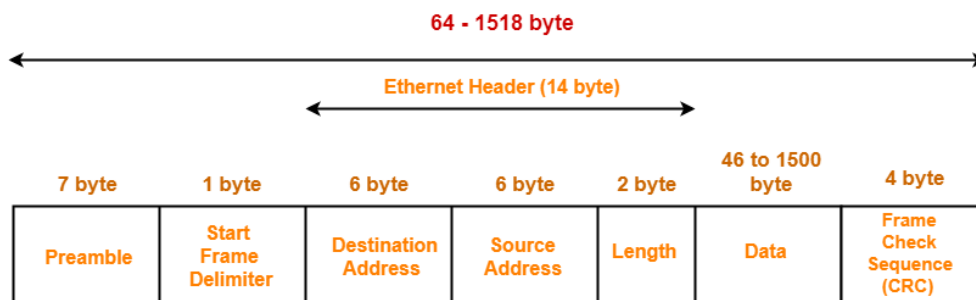 64 - 1518 byte
Ethernet Header (14 byte)
7 byte
1 byte
6 byte
6 byte
2 byte
46 to 1500
byte
4 byte
Preamble
Start
Frame
Delimiter
Destination
Address
Source
Address
Length
Data
Frame
Check
Sequence
(CRC)